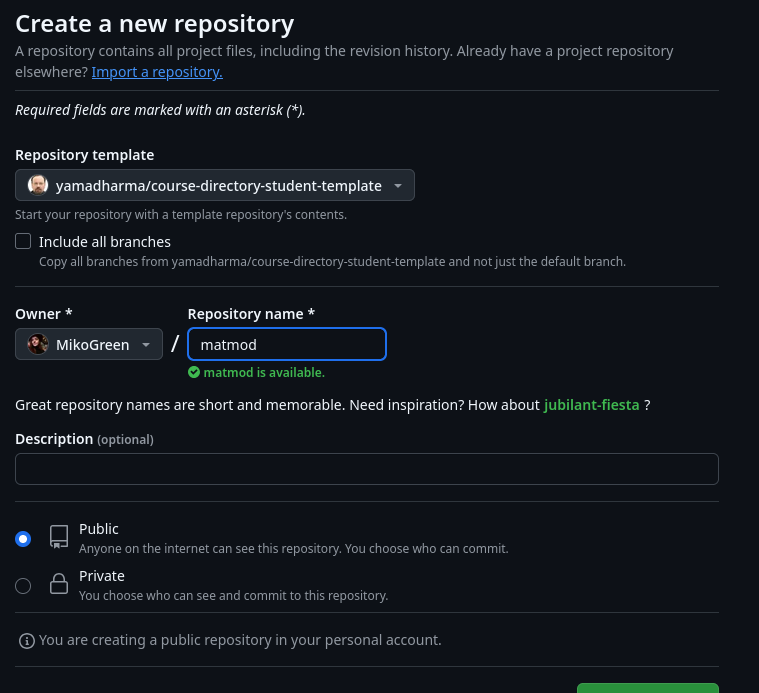 Create a new repository
A repository contains all project files, including the revision history. Already have a project repository
elsewhere? Import a repository.
Required fields are marked with an asterisk (*).
Repository template
yamadharma/course-directory-student-template
Start your repository with a template repository's contents.
Include all branches
Copy all branches from yamadharma/course-directory-student-template and not just the default branch.
Owner * Repository name *
MikoGreen / matmod
matmod is available.
Great repository names are short and memorable. Need inspiration? How about jubilant-fiesta ?
Description (optional)
Public
Anyone on the internet can see this repository. You choose who can commit.
Private
You choose who can see and commit to this repository.
You are creating a public repository in your personal account.